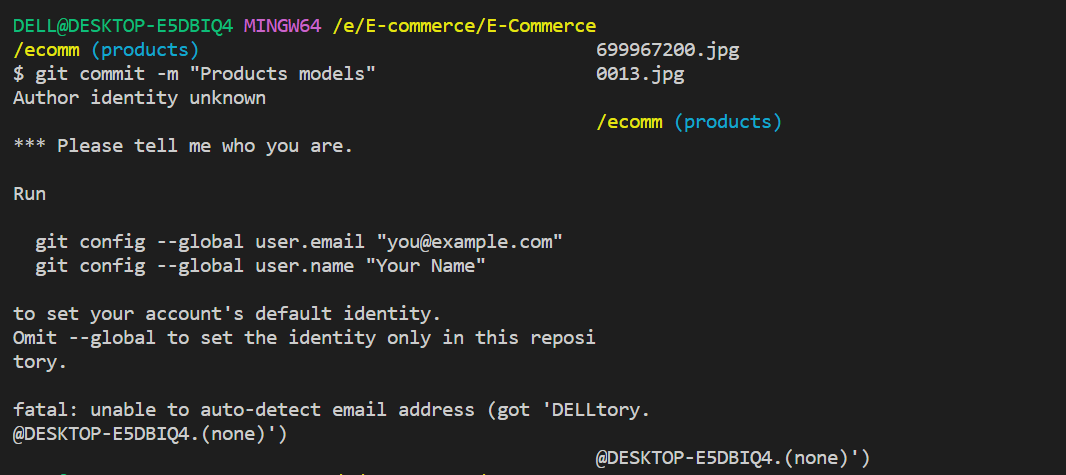 DELL@DESKTOP-E5DBIQ4 MINGW64 /e/E-commerce/E-Commerce
/ecomm (products) 699967200.jpg
$ git commit -m "Products models" 0013.jpg
Author identity unknown
/ecomm (products)
*** Please tell me who you are.
Run
git config --global user.email "you@example.com"
git config --global user.name "Your Name"
to set your account's default identity.
Omit --global to set the identity only in this reposi
tory.
fatal: unable to auto-detect email address (got 'DELLtory.
@DESKTOP-E5DBIQ4.(none)')
@DESKTOP-E5DBIQ4.(none)')